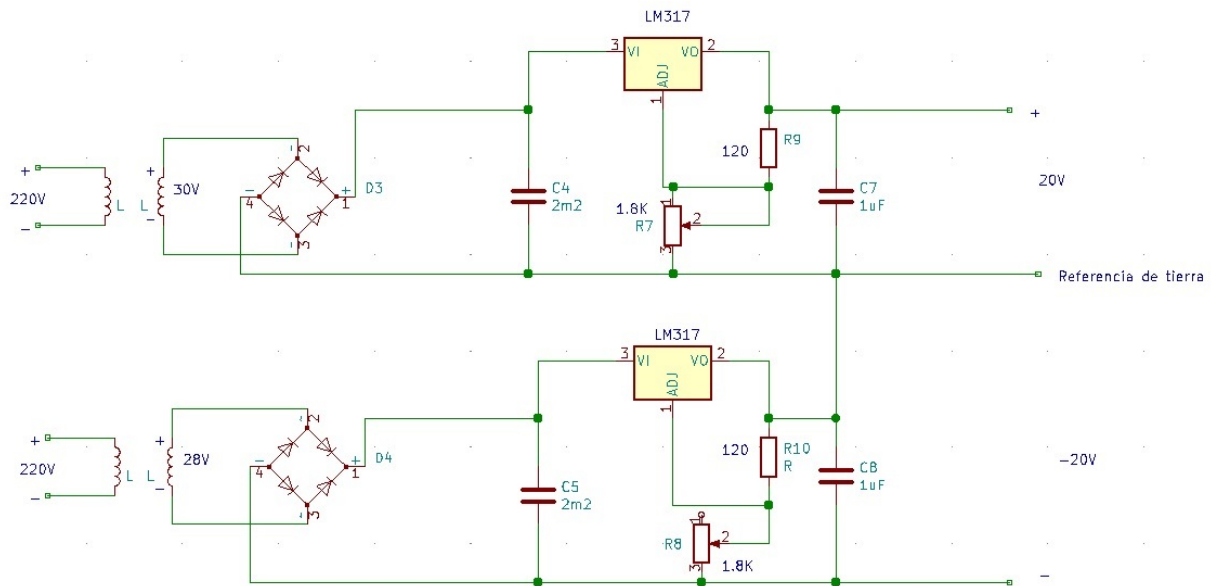 LM317
3 VI VO 2
ADJ
1
+
220V
-
L L
+
30V
-
2
- +
4 1
3
D3
C4
2m2
120
R9
1.8K
R7
1
2
3
C7
1uF
+
20V
Referencia de tierra
LM317
3 VI VO 2
ADJ
1
+
220V
-
L L
+
28V
-
2
- +
4 1
3
D4
C5
2m2
120
R10
R
R8
1
2
3
1.8K
C8
1uF
-20V
-